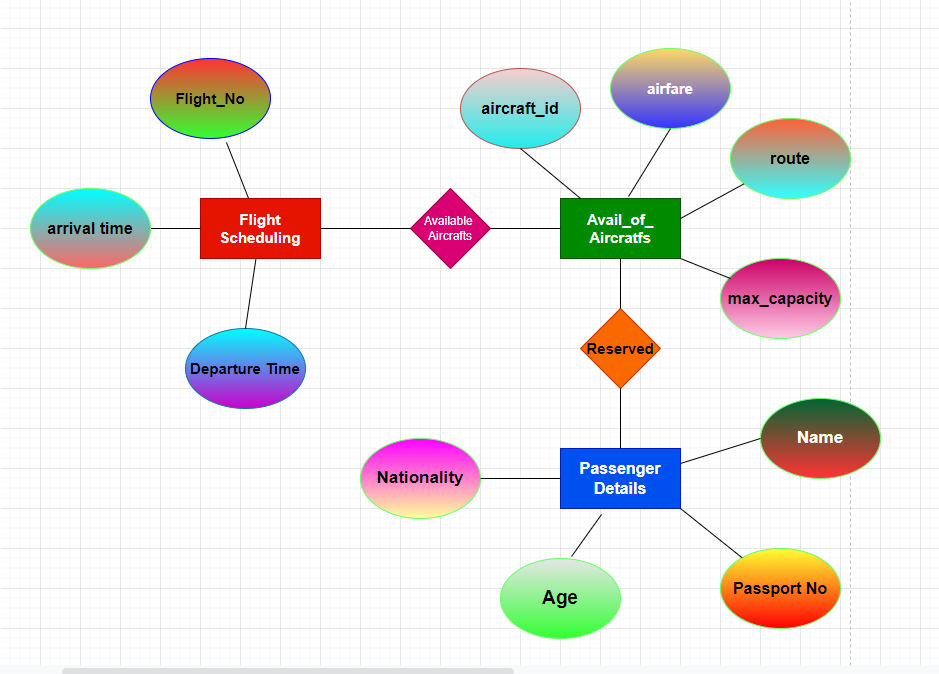 airfare
Flight_No
aircraft_id
route
arrival time
Flight
Scheduling
Available
Aircrafts
Avail_of_
Aircratfs
max_capacity
Departure Time
Reserved
Name
Nationality
Passenger
Details
Age
Passport No